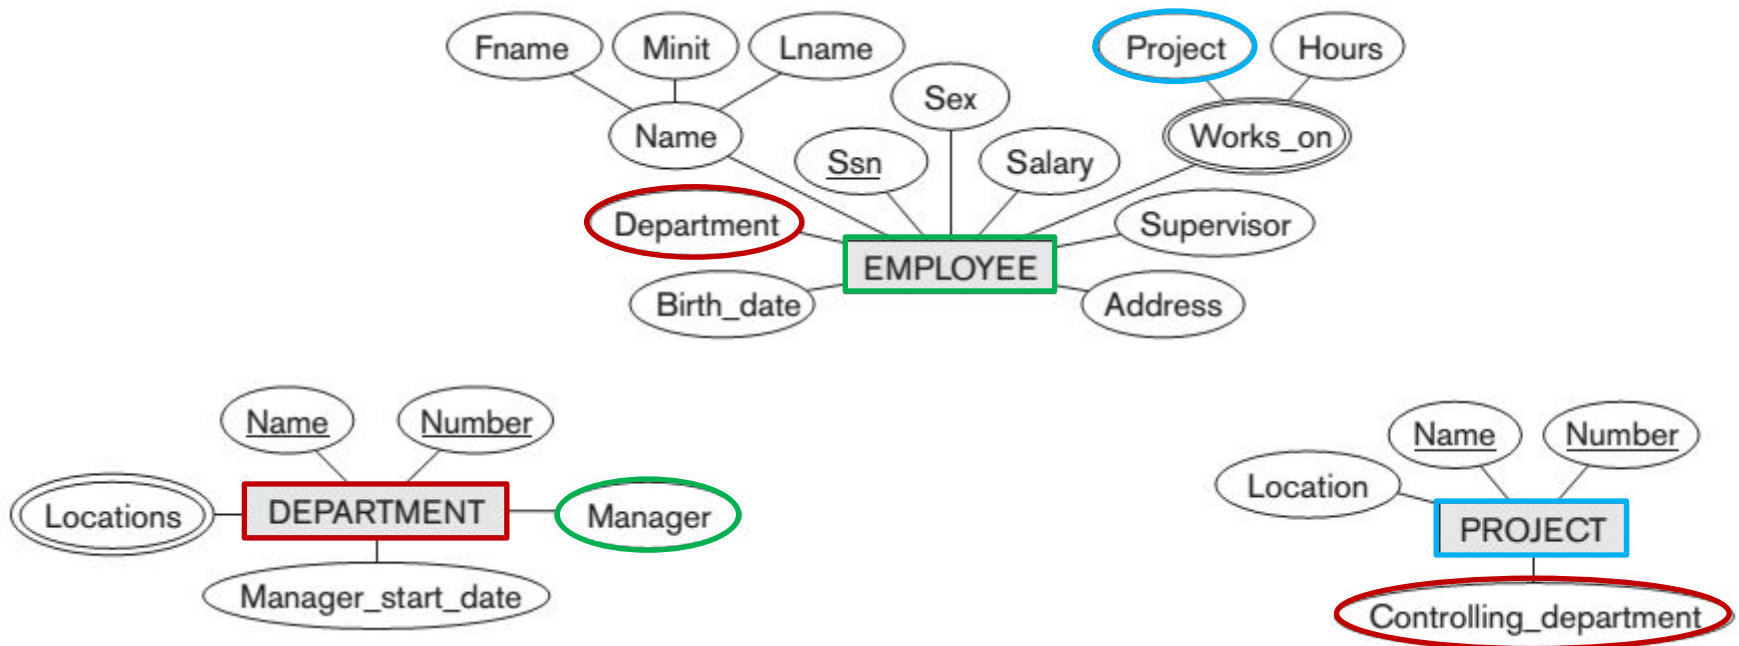 Fname
Minit
Lname
Project
Hours
Sex
Name
Ssn
Salary
Works_on
Department
Supervisor
EMPLOYEE
Birth_date
Address
Name
Number
Locations
DEPARTMENT
Manager
Manager_start_date
Name
Number
Location
PROJECT
Controlling_department